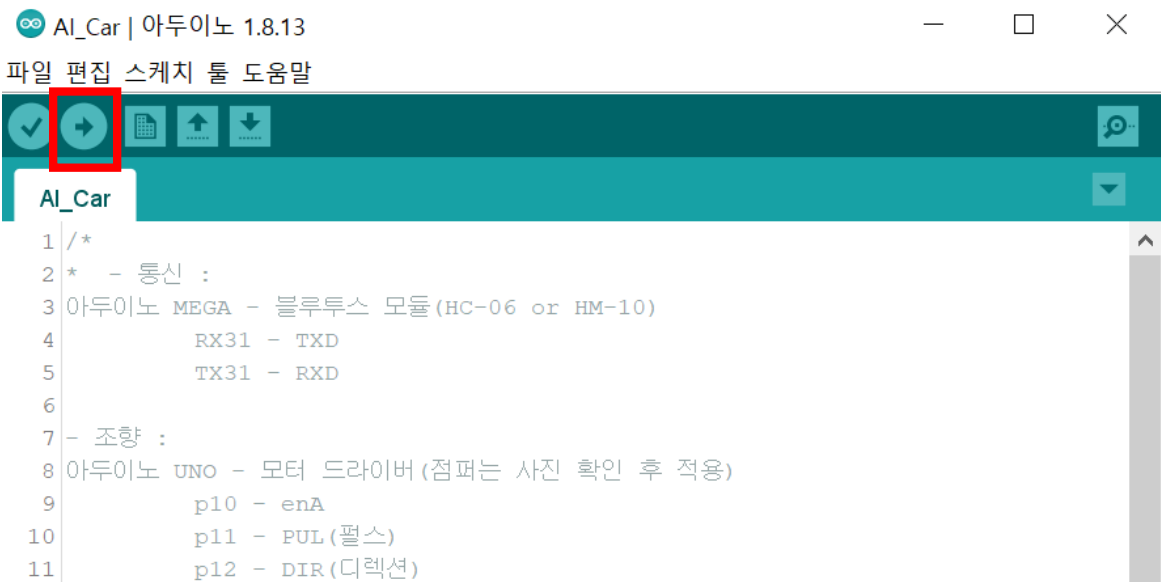 AI_Car | 아두이노 1.8.13
파일 편집 스케치 툴 도움말
AI_Car
1 /*
2 *  - 통신 :
3 아두이노 MEGA - 블루투스 모듈(HC-06 or HM-10)
4 RX31 - TXD
5 TX31 - RXD
6
7 - 조향 :
8 아두이노 UNO - 모터 드라이버(점퍼는 사진 확인 후 적용)
9 p10 - enA
10 p11 - PUL(펄스)
11 p12 - DIR(디렉션)